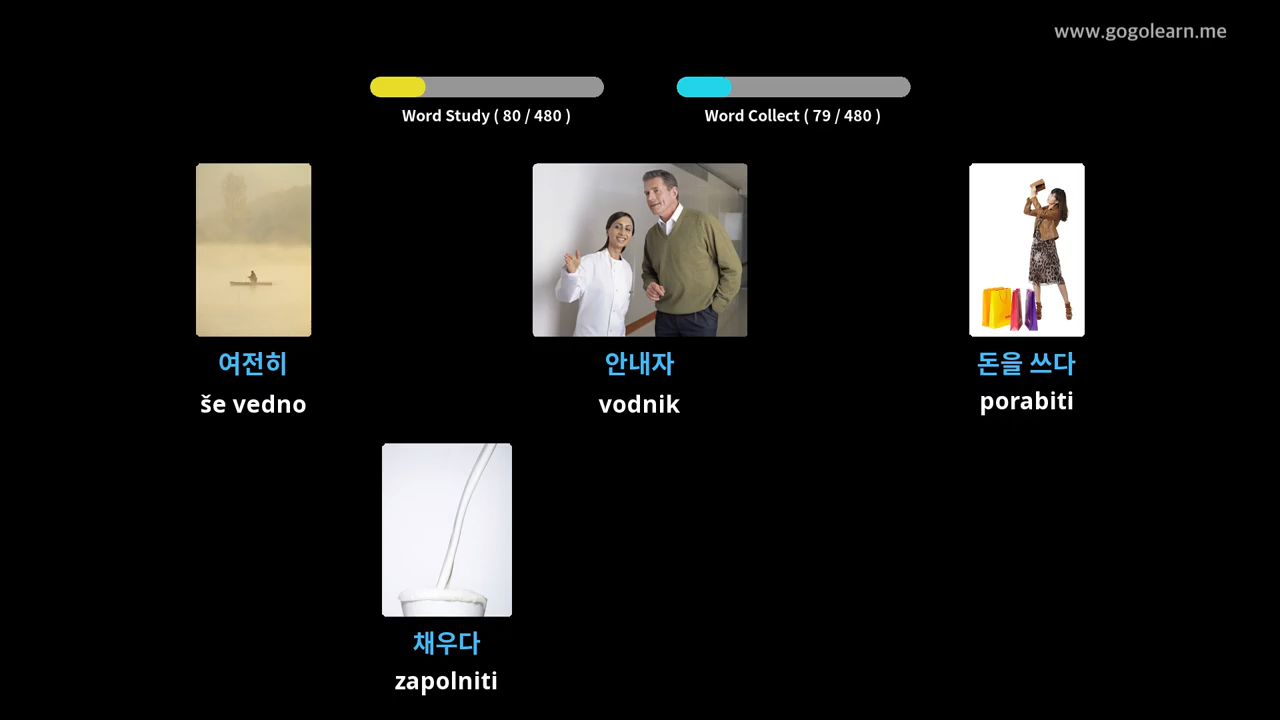 www.gogolearn.me
Word Study ( 80 / 480 )
Word Collect ( 79 / 480 )
여전히
še vedno
안내자
vodnik
돈을 쓰다
porabiti
채우다
zapolniti